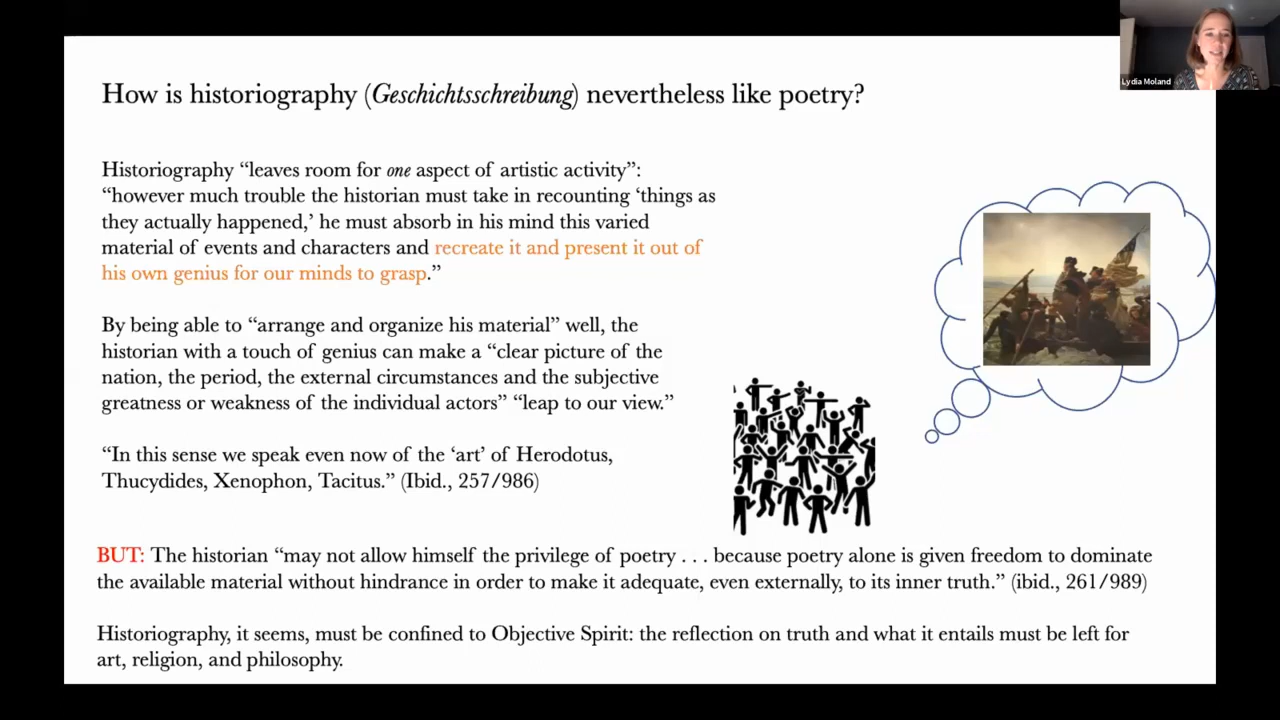 Lydia Moland
How is historiography (Geschichtsschreibung) nevertheless like poetry?
Historiography “leaves room for one aspect of artistic activity”:
“however much trouble the historian must take in recounting ‘things as
they actually happened,’ he must absorb in his mind this varied
material of events and characters and recreate it and present it out of
his own genius for our minds to grasp.”
By being able to “arrange and organize his material” well, the
historian with a touch of genius can make a “clear picture of the
nation, the period, the external circumstances and the subjective
greatness or weakness of the individual actors” “leap to our view.”
“In this sense we speak even now of the ‘art’ of Herodotus,
Thucydides, Xenophon, Tacitus.” (Ibid., 257/986)
BUT: The historian “may not allow himself the privilege of poetry . . . because poetry alone is given freedom to dominate
the available material without hindrance in order to make it adequate, even externally, to its inner truth.” (ibid., 261/989)
Historiography, it seems, must be confined to Objective Spirit: the reflection on truth and what it entails must be left for
art, religion, and philosophy.